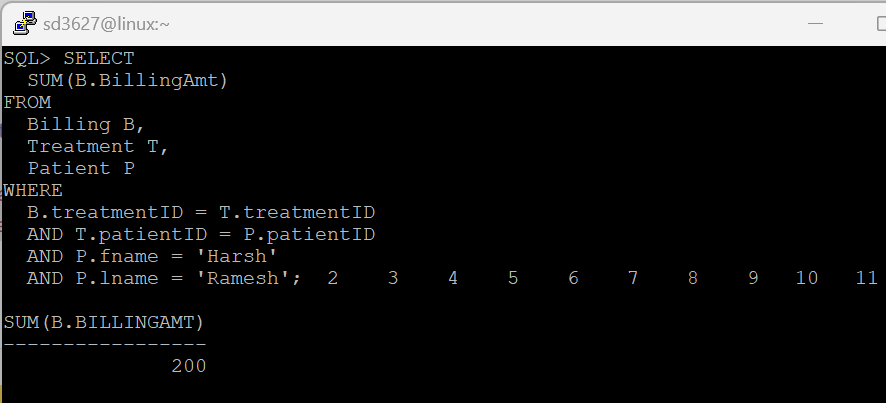 sd3627@linux:~
SQL> SELECT
  SUM(B.BillingAmt)
FROM
  Billing B,
  Treatment T,
  Patient P
WHERE
  B.treatmentID = T.treatmentID
  AND T.patientID = P.patientID
  AND P.fname = 'Harsh'
  AND P.lname = 'Ramesh';  2    3    4    5    6    7    8    9   10   11

SUM(B.BILLINGAMT)
-----------------
              200